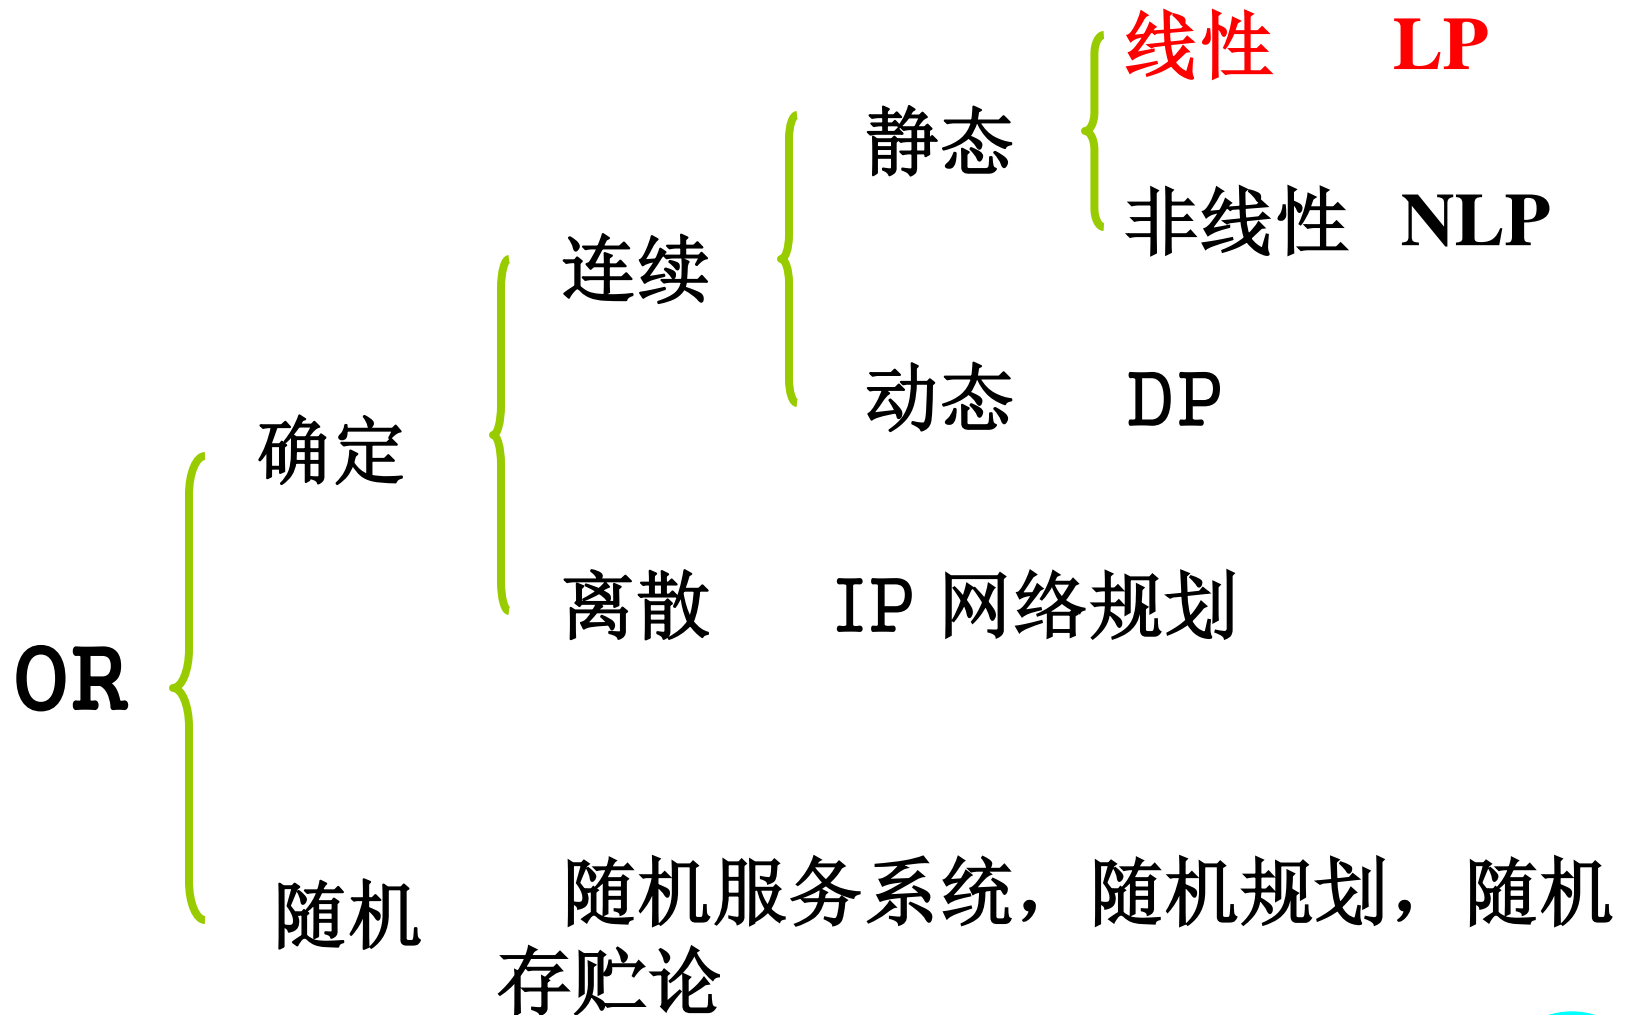 线性 LP
静态
非线性 NLP
连续
动态 DP
确定
离散 IP 网络规划
OR
随机 随机服务系统，随机规划，随机
存贮论